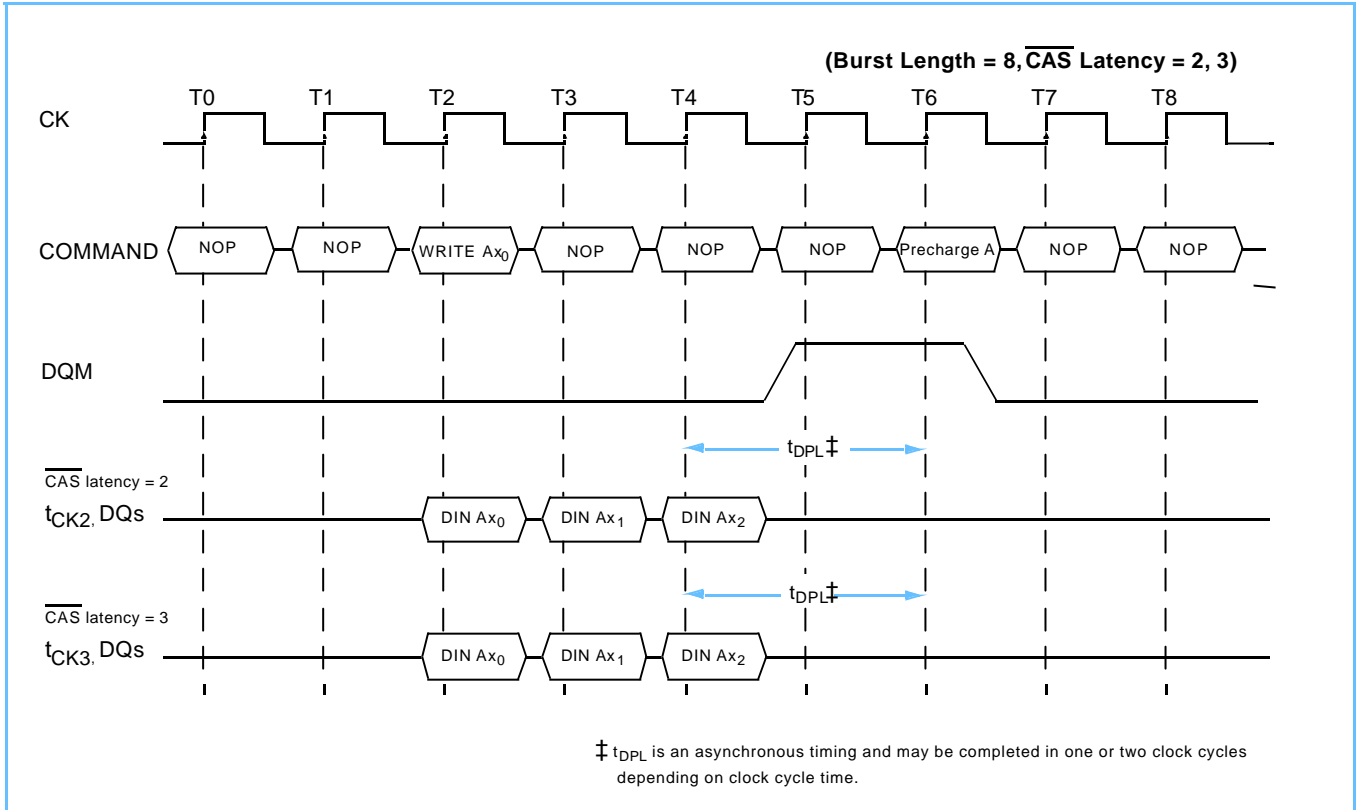 (Burst Length = 8, CAS Latency = 2, 3)
T0 T1 T2 T3 T4 T5 T6 T7 T8
CK
COMMAND NOP NOP WRITE Ax0 NOP NOP NOP Precharge A NOP NOP
DQM
tDPL ‡
CAS latency = 2
tCK2, DQs DIN Ax0 DIN Ax1 DIN Ax2
tDPL‡
CAS latency = 3
tCK3, DQs DIN Ax0 DIN Ax1 DIN Ax2
‡ tDPL is an asynchronous timing and may be completed in one or two clock cycles
depending on clock cycle time.